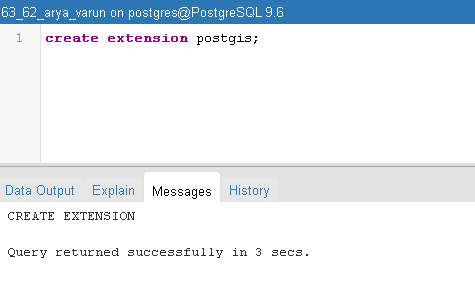 63_62_arya_varun on postgres@PostgreSQL 9.6
1 create extension postgis;
Data Output Explain Messages History
CREATE EXTENSION
Query returned successfully in 3 secs.